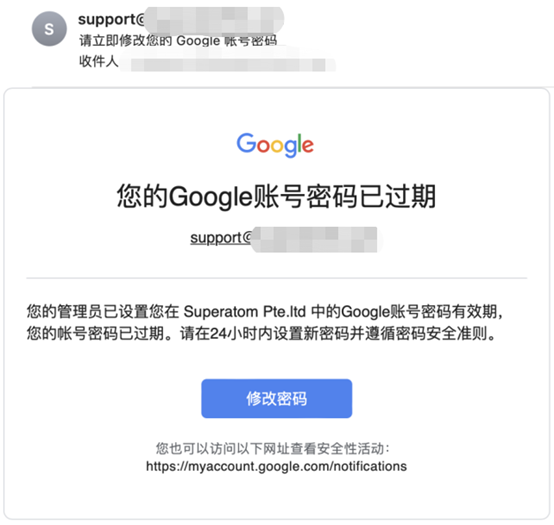 S
support@
请立即修改您的 Google 帐号密码
收件人
Google
您的Google账号密码已过期
support@
您的管理员已设置您在 Superatom Pte.ltd 中的Google账号密码有效期，
您的帐号密码已过期。请在24小时内设置新密码并遵循密码安全准则。
修改密码
您也可以访问以下网址查看安全性活动：
https://myaccount.google.com/notifications